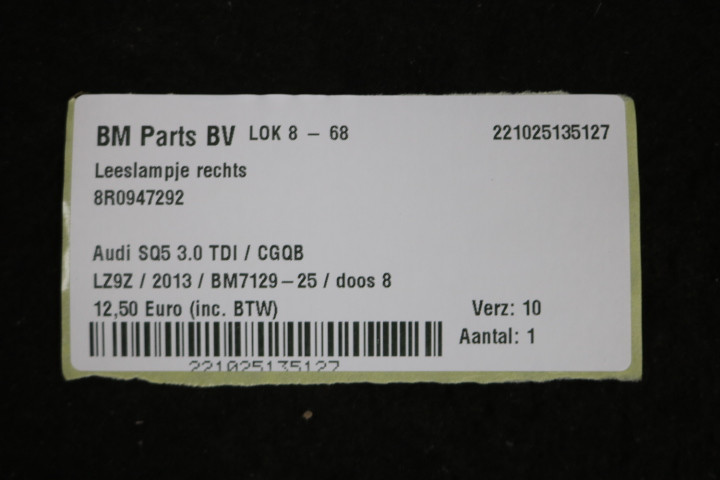 BM Parts BV LOK 8 – 68 221025135127
Leeslampje rechts
8R0947292
Audi SQ5 3.0 TDI / CGQB
LZ9Z / 2013 / BM7129-25 / doos 8
12,50 Euro (inc. BTW) Verz: 10
Aantal: 1
221025135127